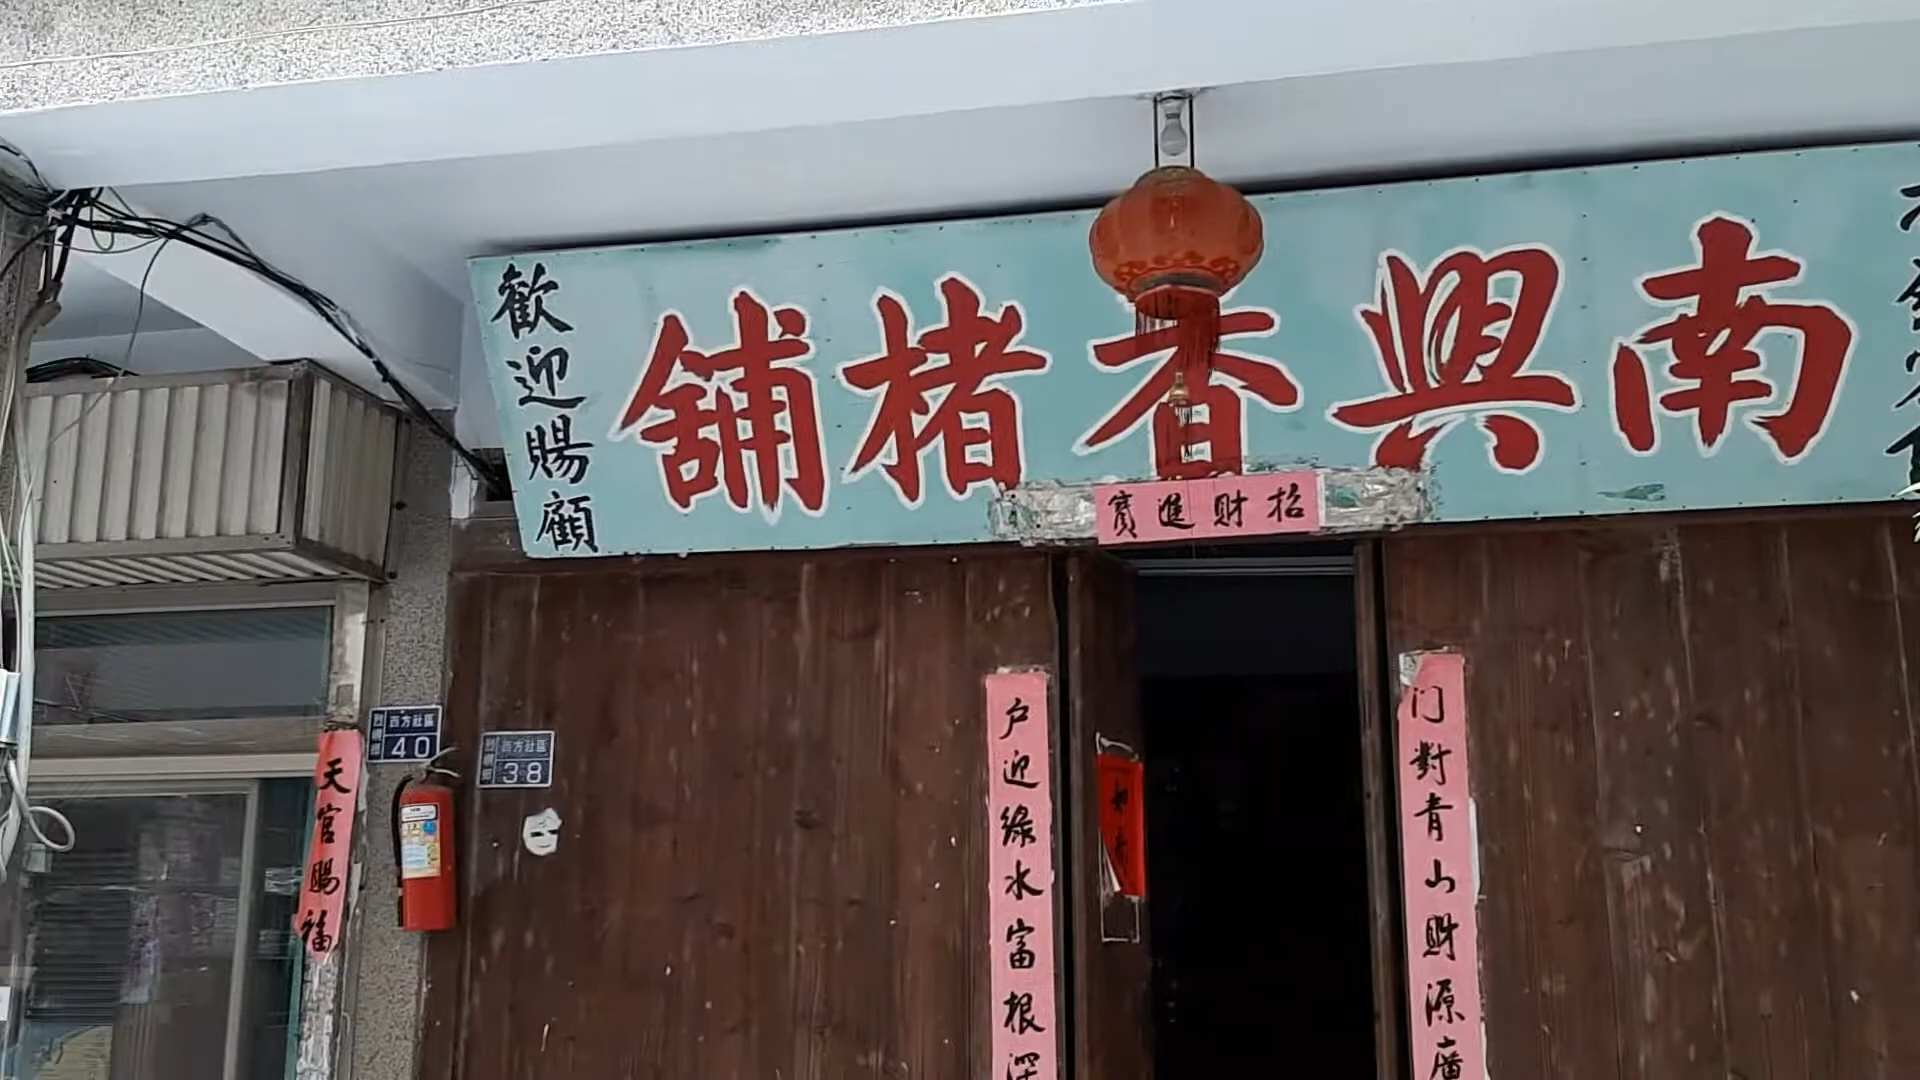 南興香楮舖
歡迎賜顧
招財進寶
门對青山財源廣
户迎綠水富根深
天官賜福
西方社區
40
西方社區
38